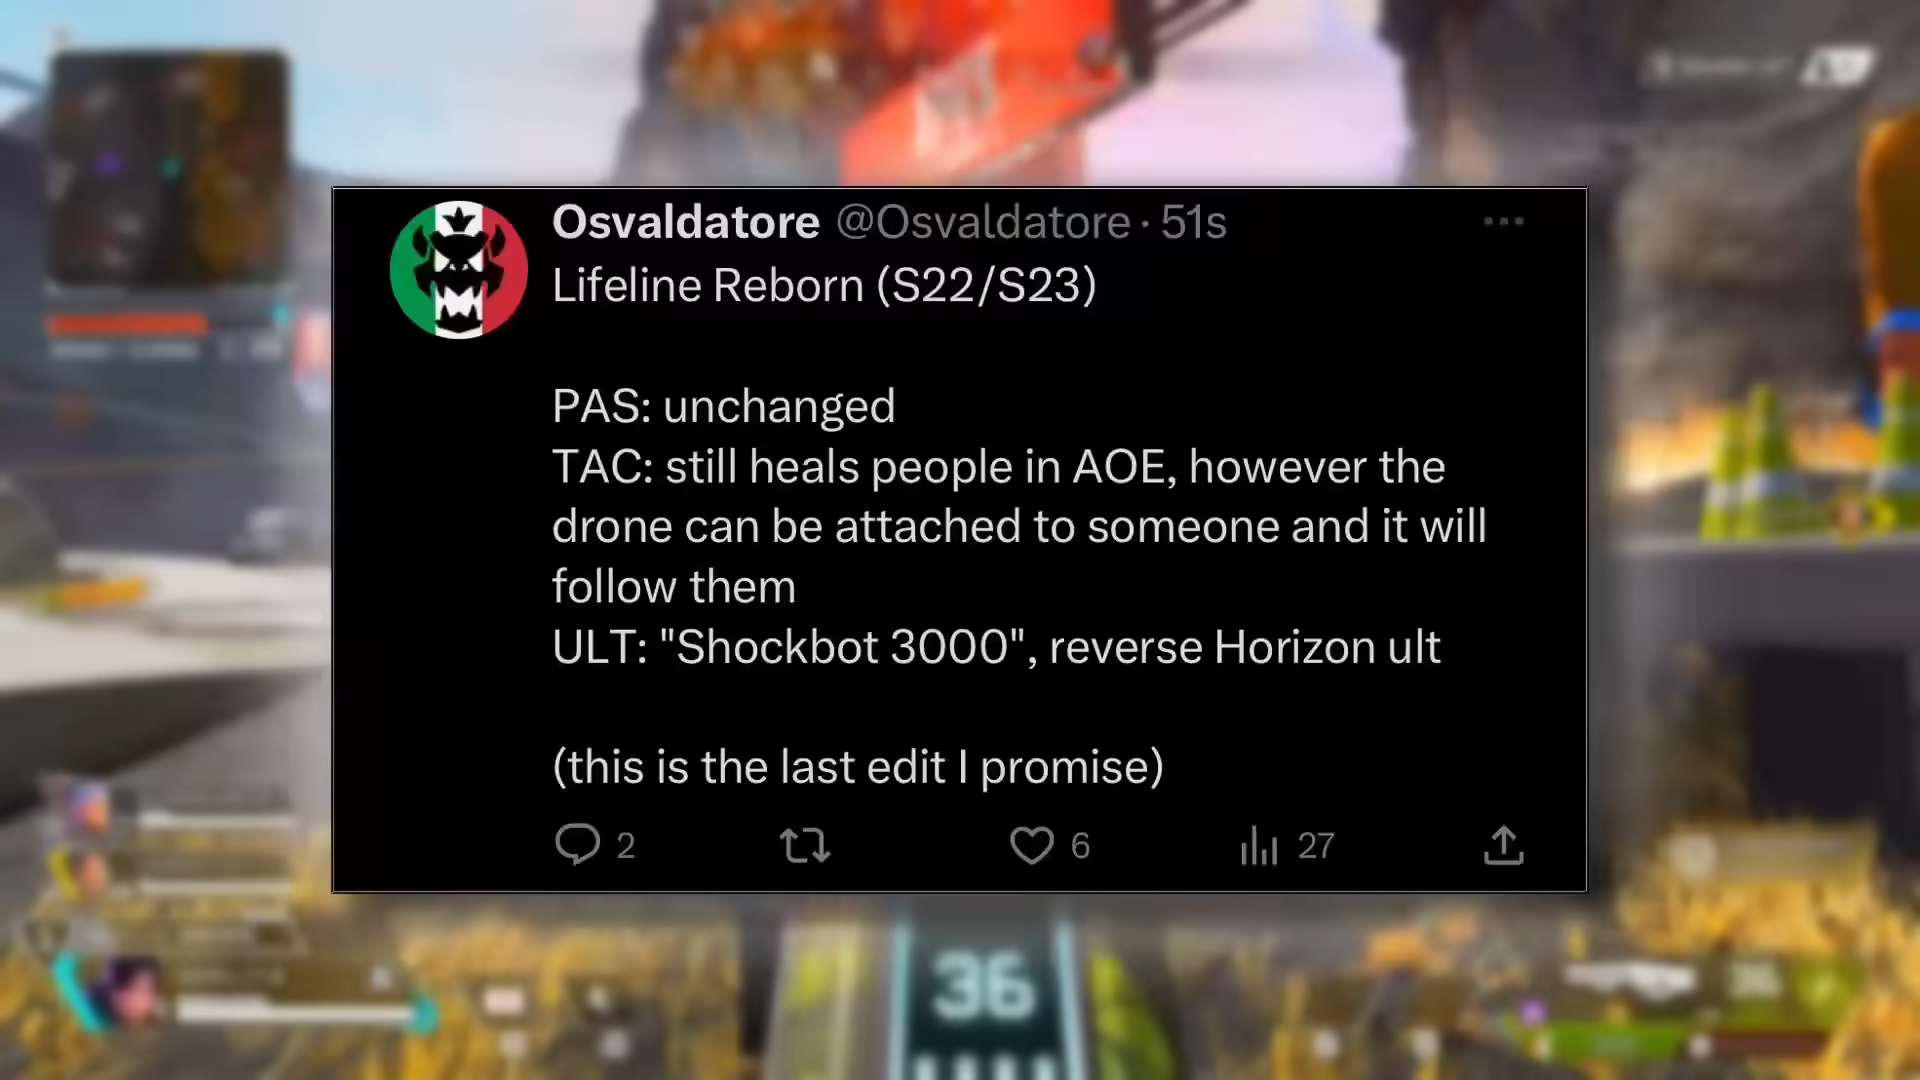 Osvaldatore @Osvaldatore · 51s
Lifeline Reborn (S22/S23)
PAS: unchanged
TAC: still heals people in AOE, however the
drone can be attached to someone and it will
follow them
ULT: "Shockbot 3000", reverse Horizon ult
(this is the last edit I promise)
2 6 27
36